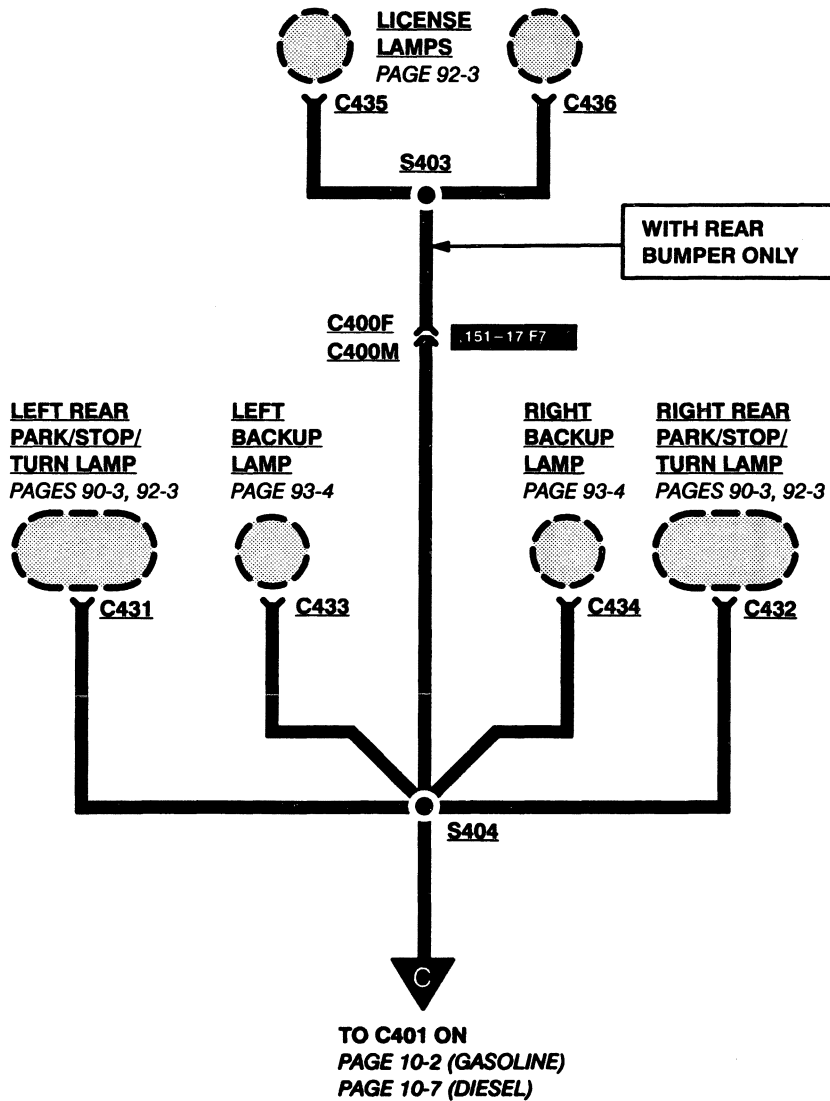 LICENSE
LAMPS
PAGE 92-3
C435
C436
S403
WITH REAR
BUMPER ONLY
C400F
C400M
.151-17 F7
LEFT REAR
PARK/STOP/
TURN LAMP
PAGES 90-3, 92-3
LEFT
BACKUP
LAMP
PAGE 93-4
RIGHT
BACKUP
LAMP
PAGE 93-4
RIGHT REAR
PARK/STOP/
TURN LAMP
PAGES 90-3, 92-3
C431
C433
C434
C432
S404
C
TO C401 ON
PAGE 10-2 (GASOLINE)
PAGE 10-7 (DIESEL)